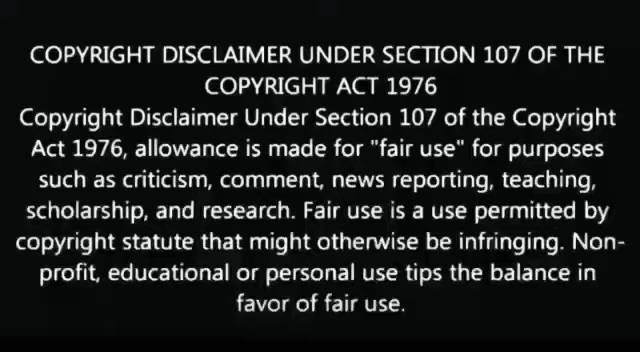 COPYRIGHT DISCLAIMER UNDER SECTION 107 OF THE
COPYRIGHT ACT 1976
Copyright Disclaimer Under Section 107 of the Copyright
Act 1976, allowance is made for "fair use" for purposes
such as criticism, comment, news reporting, teaching,
scholarship, and research. Fair use is a use permitted by
copyright statute that might otherwise be infringing. Non-
profit, educational or personal use tips the balance in
favor of fair use.